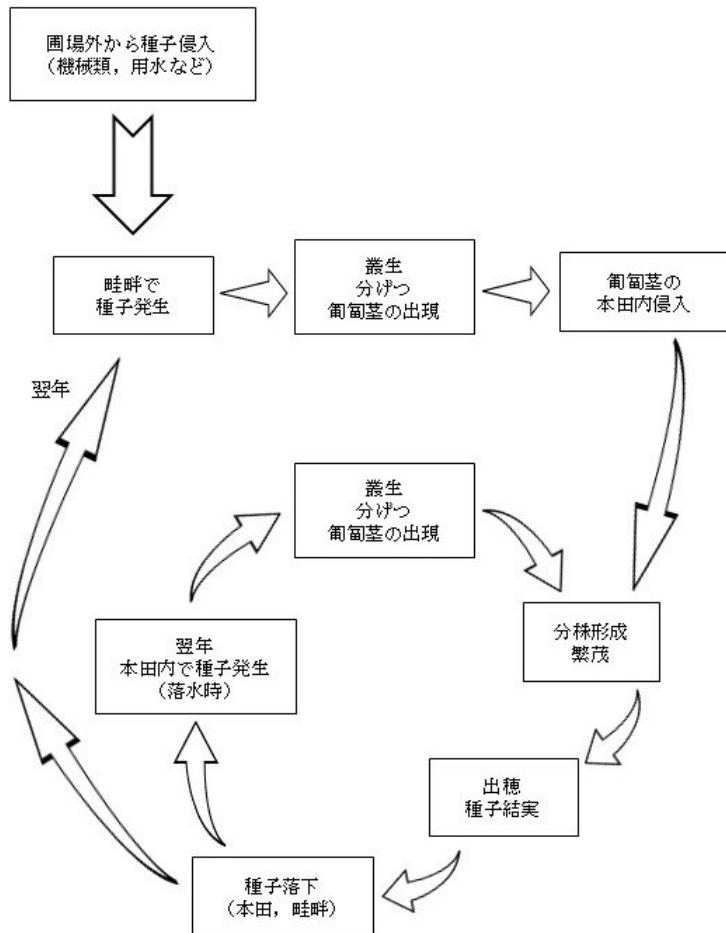 圃場外から種子侵入
(機械類，用水など)
畦畔で
種子発生
叢生
分げつ
匍匐茎の出現
匍匐茎の
本田内侵入
翌年
叢生
分げつ
匍匐茎の出現
分株形成
繁茂
翌年
本田内で種子発生
(落水時)
出穂
種子結実
種子落下
(本田，畦畔)